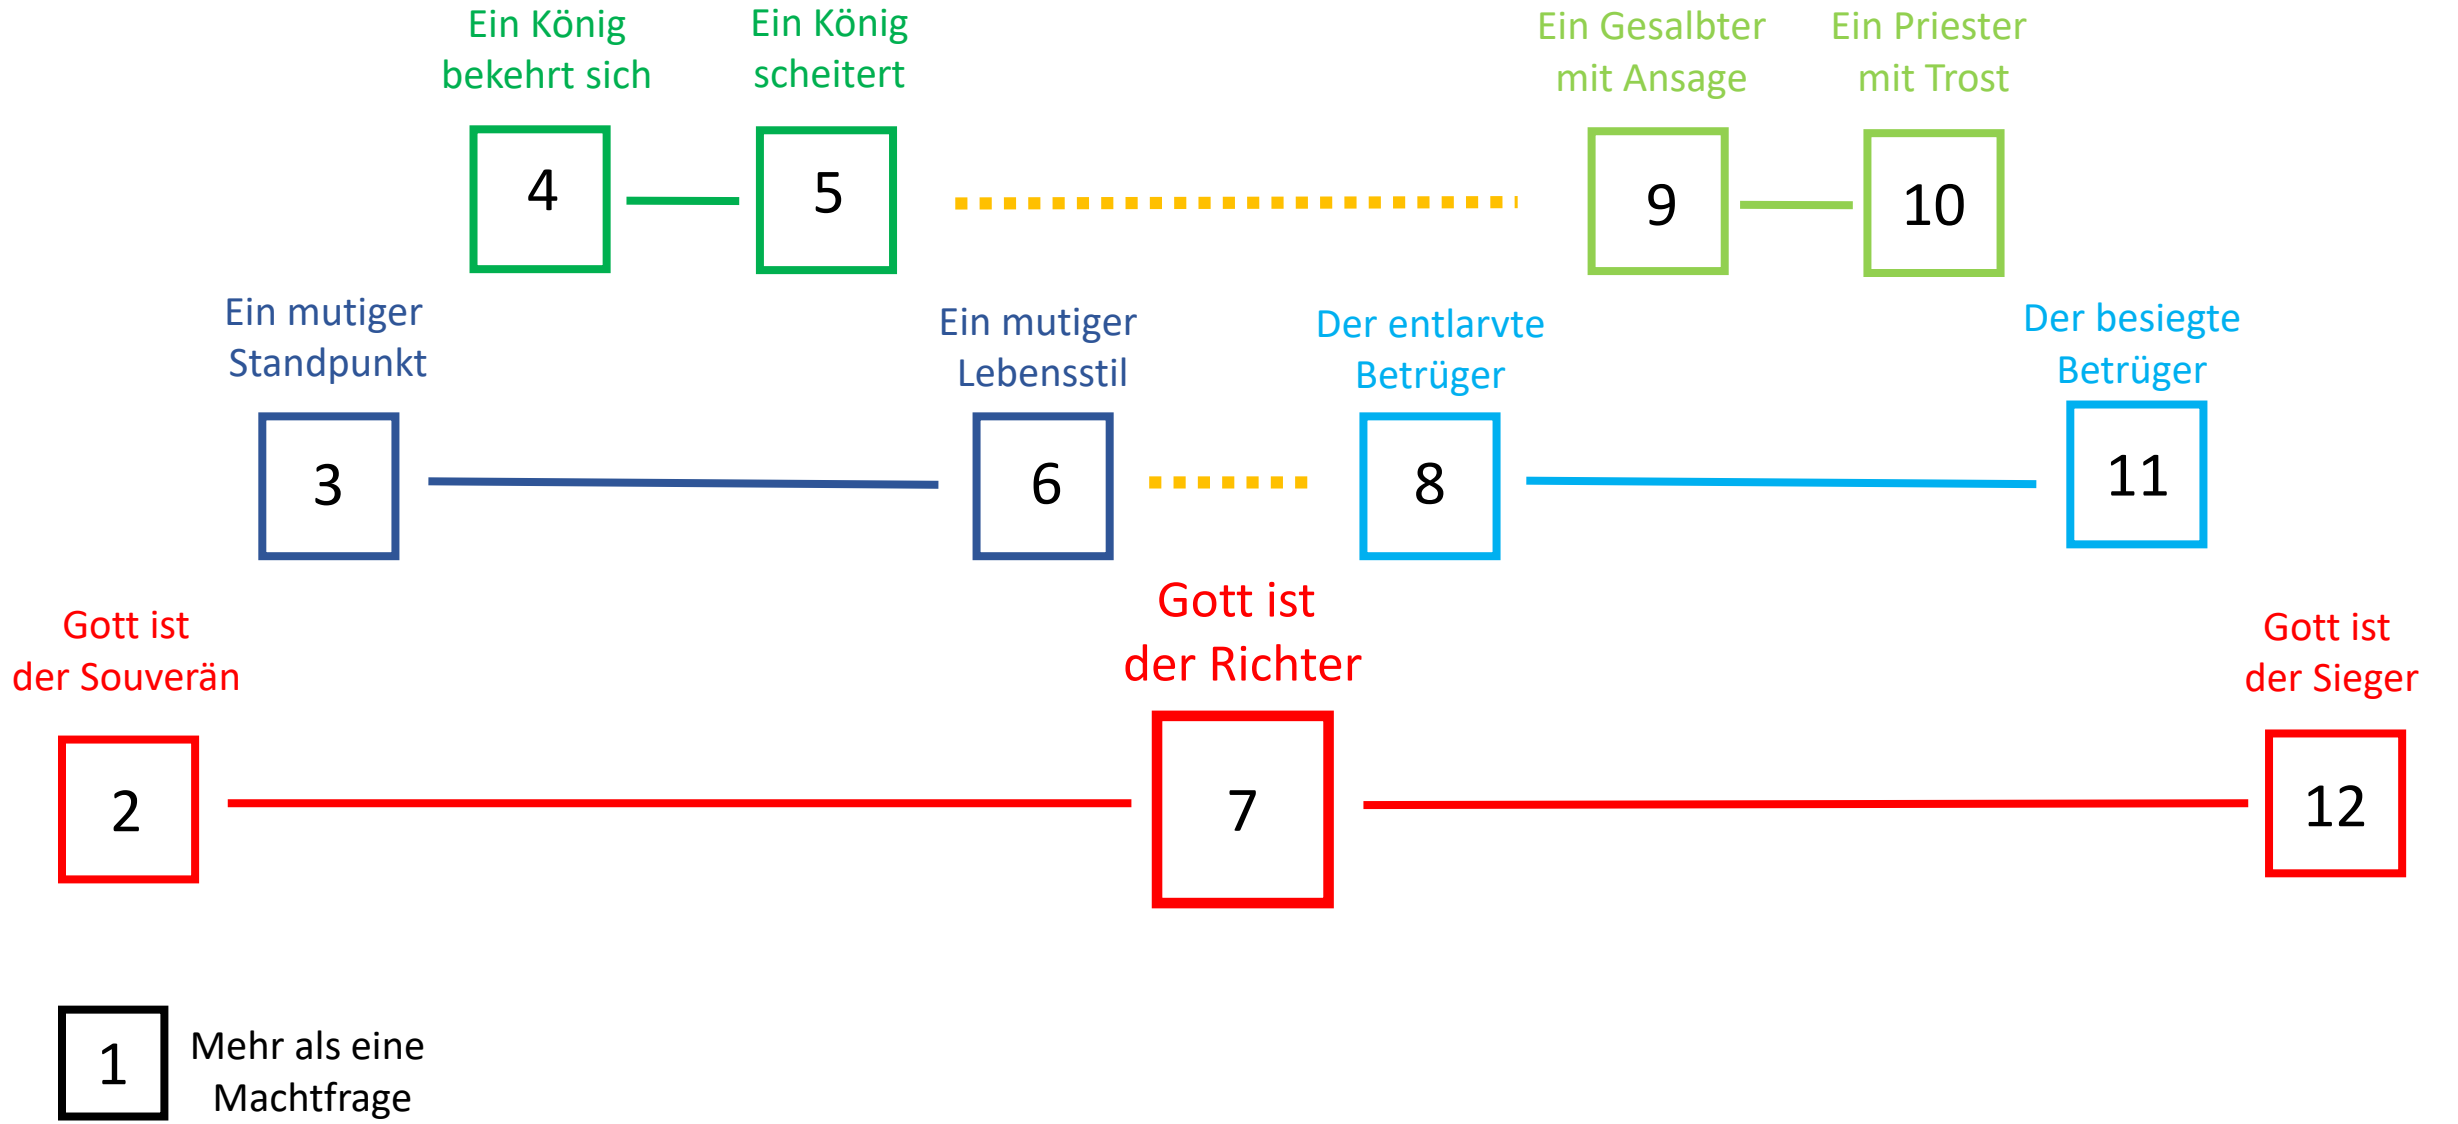 Ein König
bekehrt sich
4
Ein König
scheitert
5
Ein Gesalbter
mit Ansage
9
Ein Priester
mit Trost
10
Ein mutiger
Standpunkt
3
Ein mutiger
Lebensstil
6
Der entlarvte
Betrüger
8
Der besiegte
Betrüger
11
Gott ist
der Souverän
2
Gott ist
der Richter
7
Gott ist
der Sieger
12
1
Mehr als eine
Machtfrage